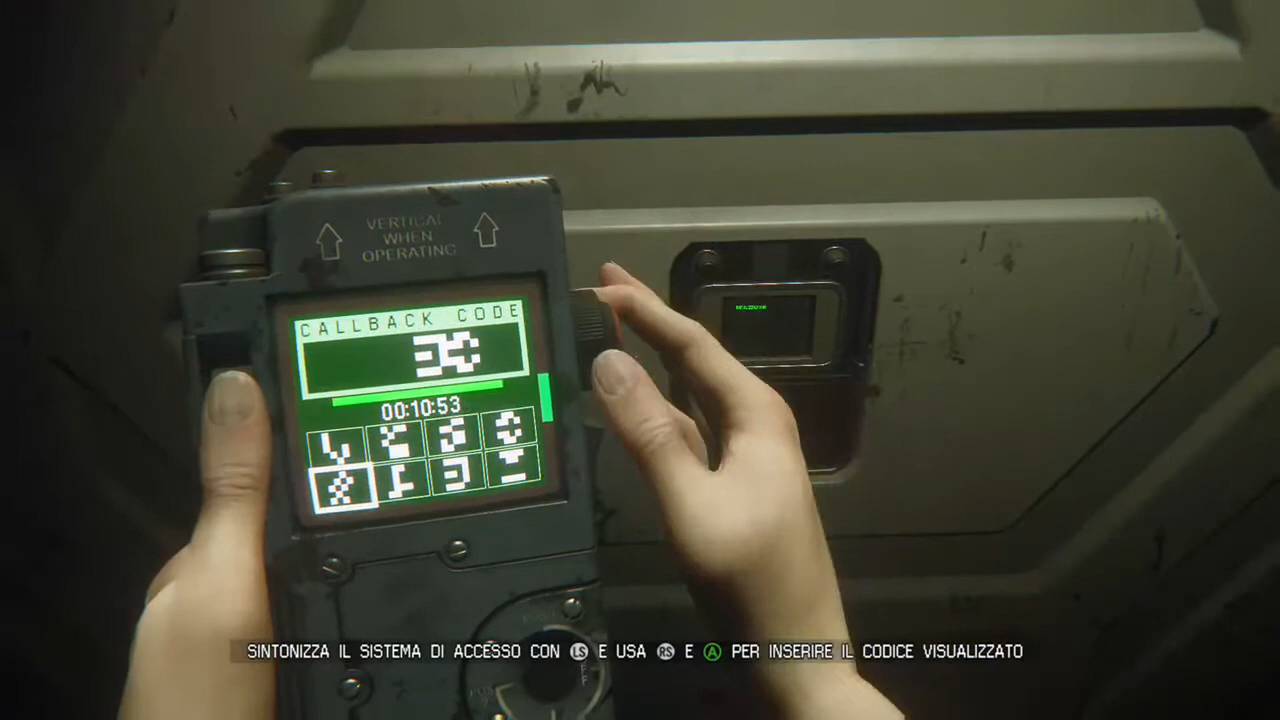 VERTICAL
WHEN
OPERATING
CALLBACK CODE
00:10:53
SINTONIZZA IL SISTEMA DI ACCESSO CON LS E USA RS E A PER INSERIRE IL CODICE VISUALIZZATO